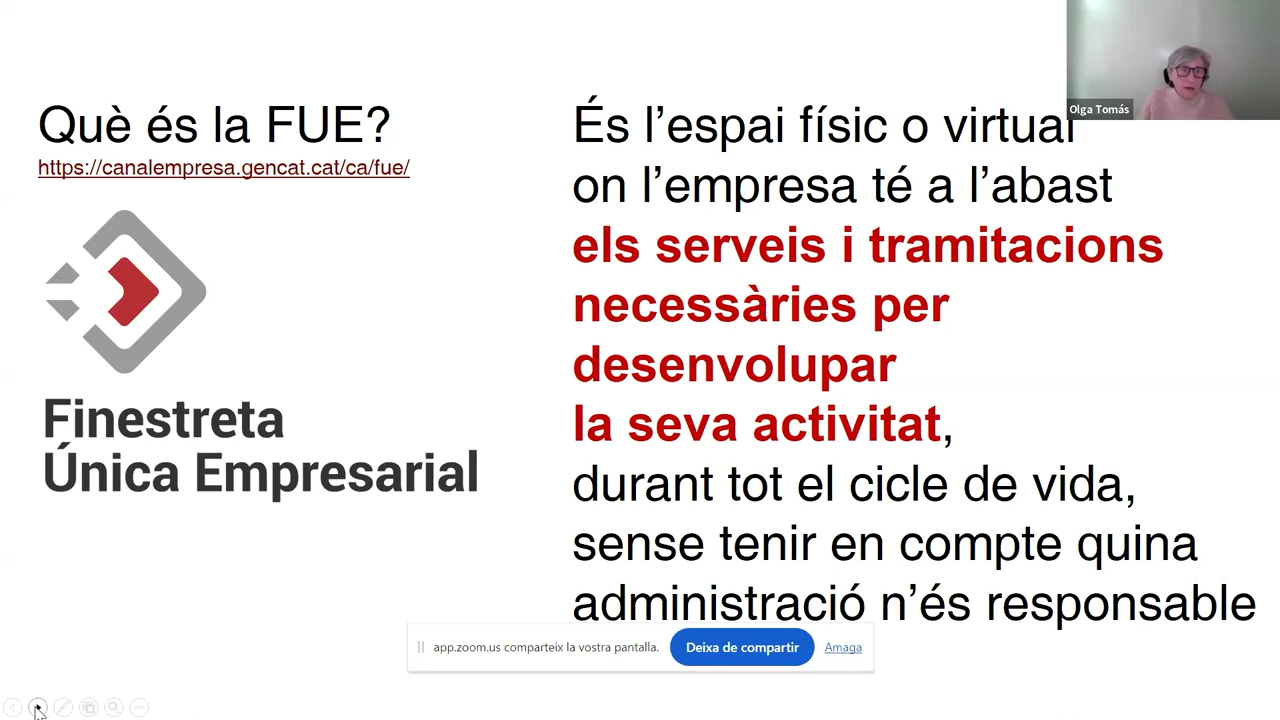 Què és la FUE?
https://canalempresa.gencat.cat/ca/fue/
Finestreta
Única Empresarial
És l’espai físic o virtual
on l’empresa té a l’abast
els serveis i tramitacions
necessàries per
desenvolupar
la seva activitat,
durant tot el cicle de vida,
sense tenir en compte quina
administració n’és responsable
Olga Tomás
app.zoom.us comparteix la vostra pantalla.
Deixa de compartir
Amaga